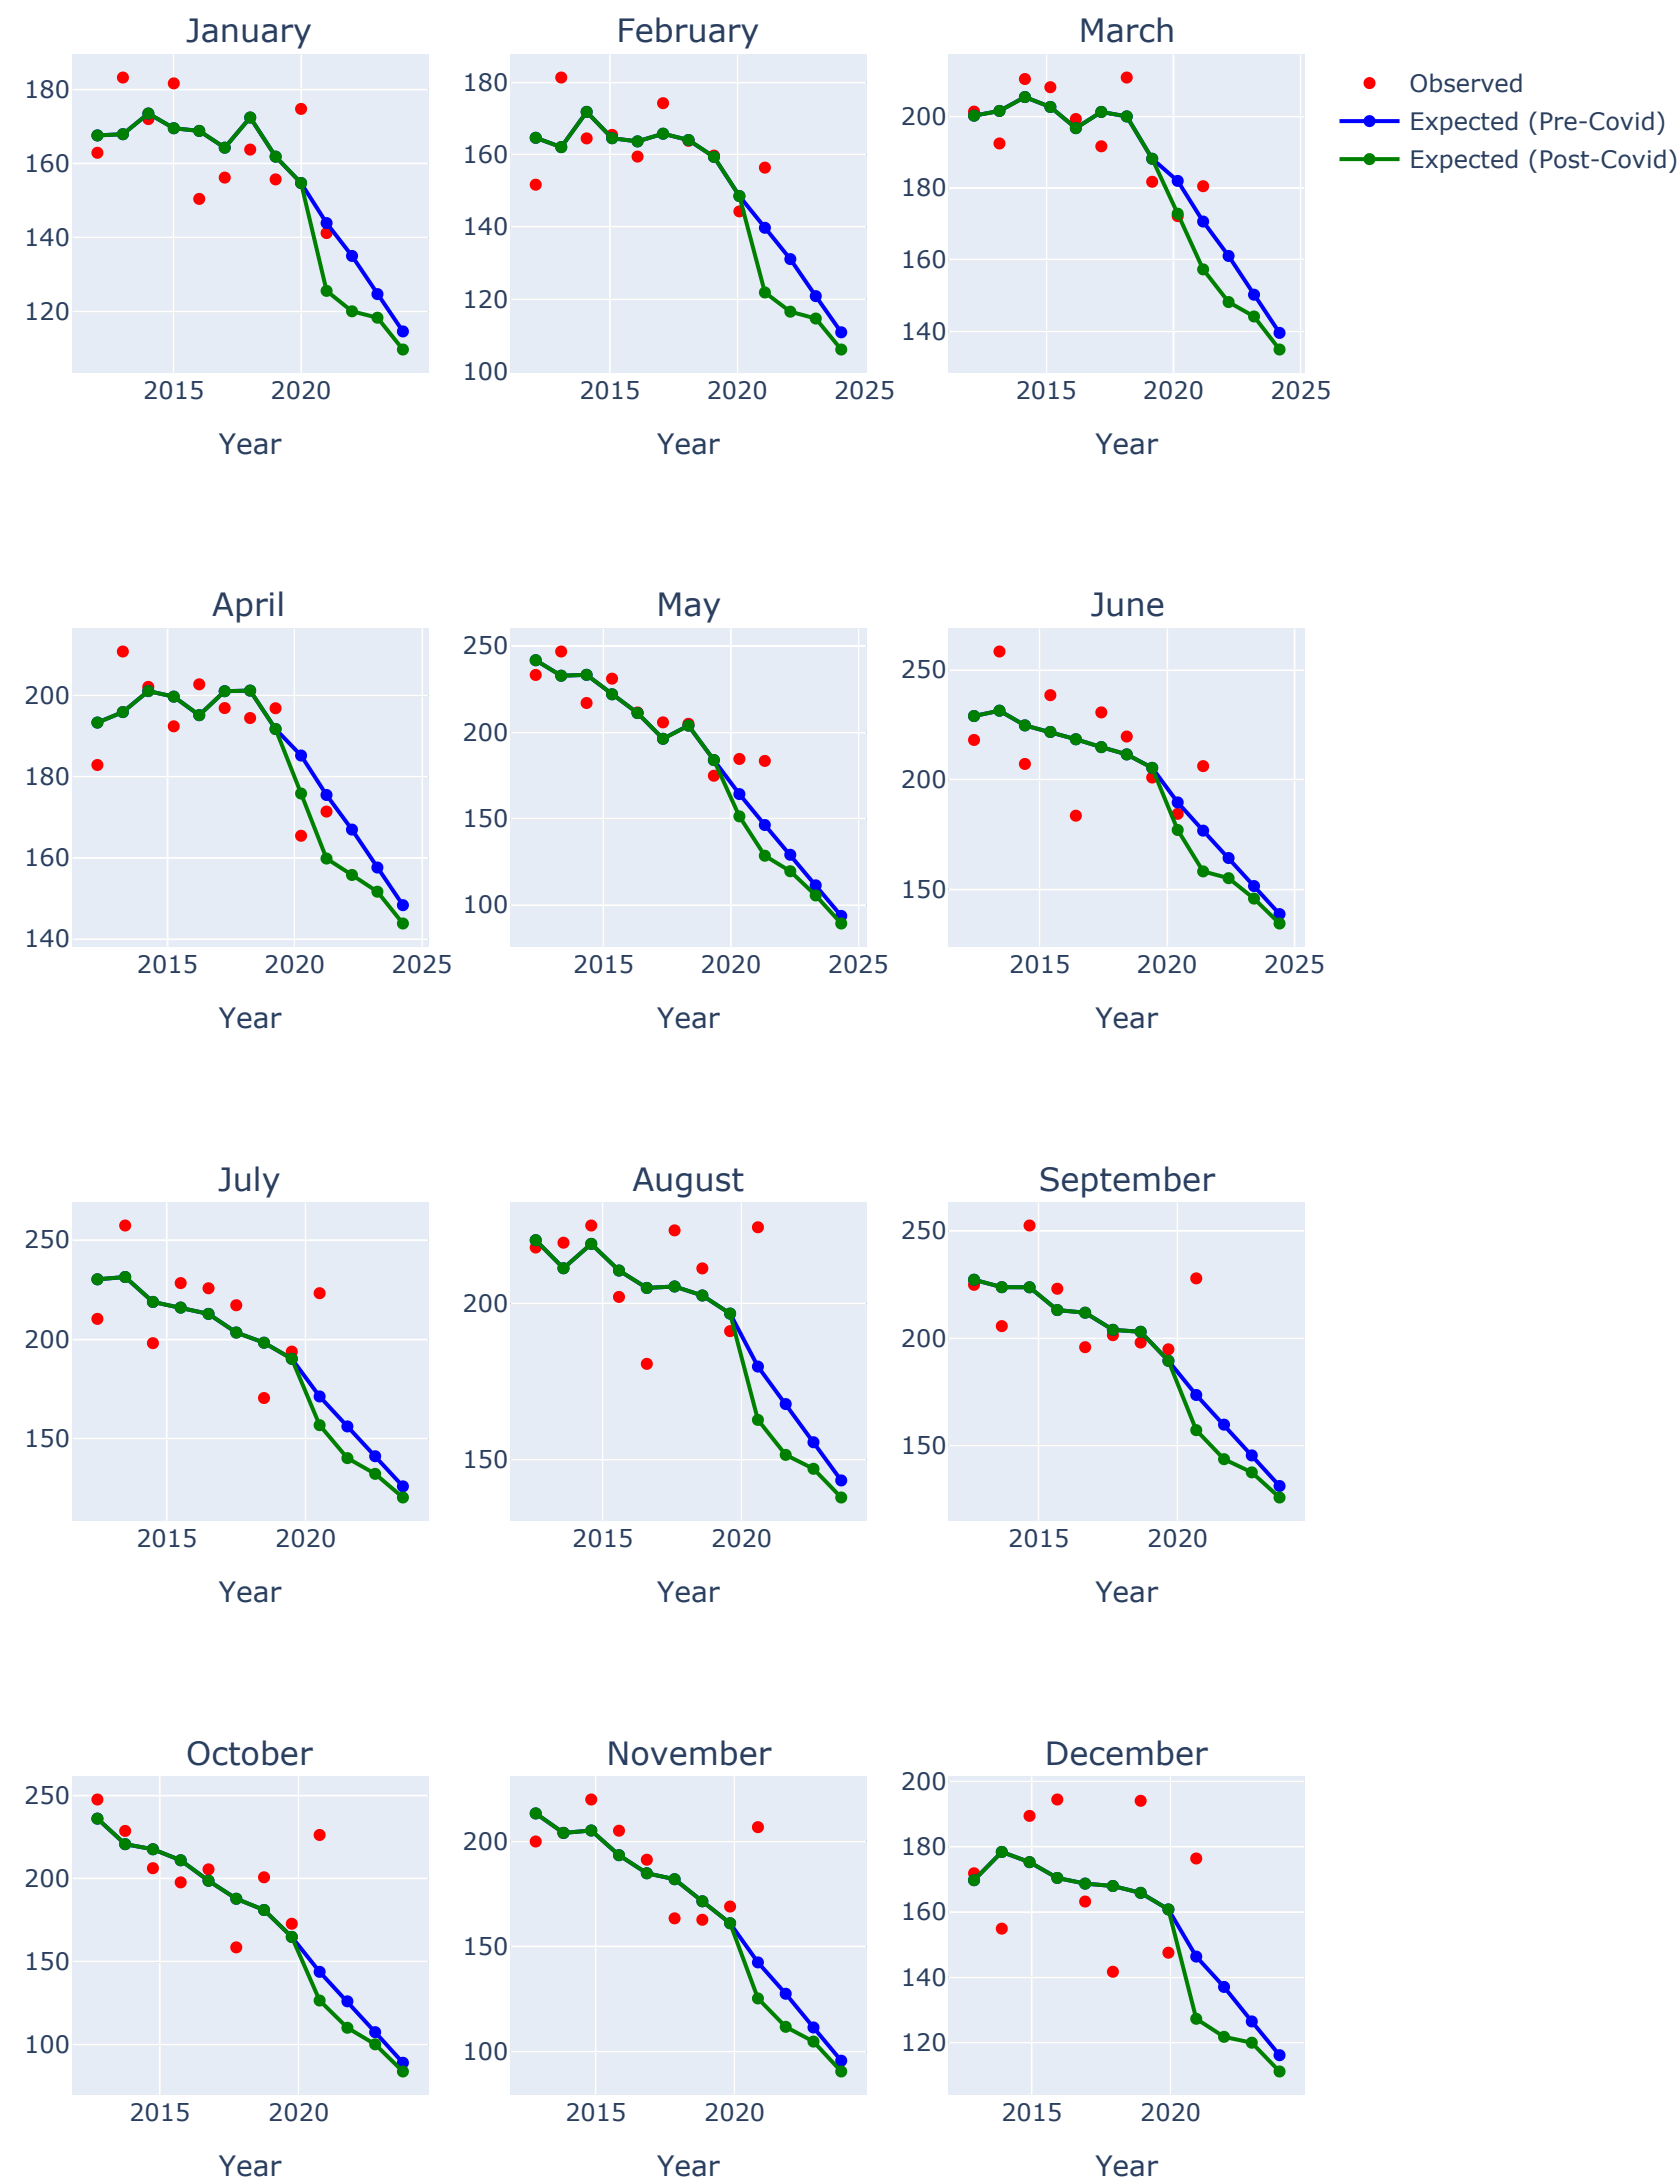 January
February
March
180
160
140
120
2015
2020
Year
180
160
140
120
100
2015
2020
2025
Year
200
180
160
140
2015
2020
2025
Year
Observed
Expected (Pre-Covid)
Expected (Post-Covid)
April
May
June
200
180
160
140
2015
2020
2025
Year
250
200
150
100
2015
2020
2025
Year
250
200
150
2015
2020
2025
Year
July
August
September
250
200
150
2015
2020
Year
200
150
2015
2020
Year
250
200
150
2015
2020
Year
October
November
December
250
200
150
100
2015
2020
Year
200
150
100
2015
2020
Year
200
180
160
140
120
2015
2020
Year